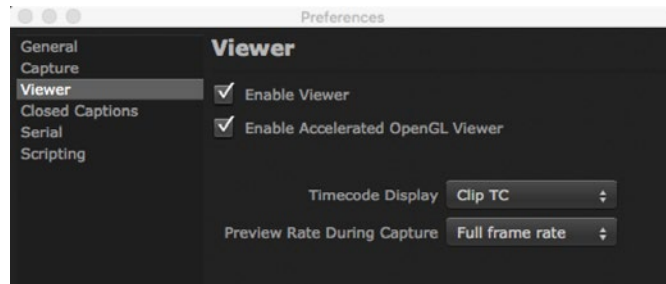 Preferences
General
Capture
Viewer
Closed Captions
Serial
Scripting
Viewer
Enable Viewer
Enable Accelerated OpenGL Viewer
Timecode Display Clip TC
Preview Rate During Capture Full frame rate